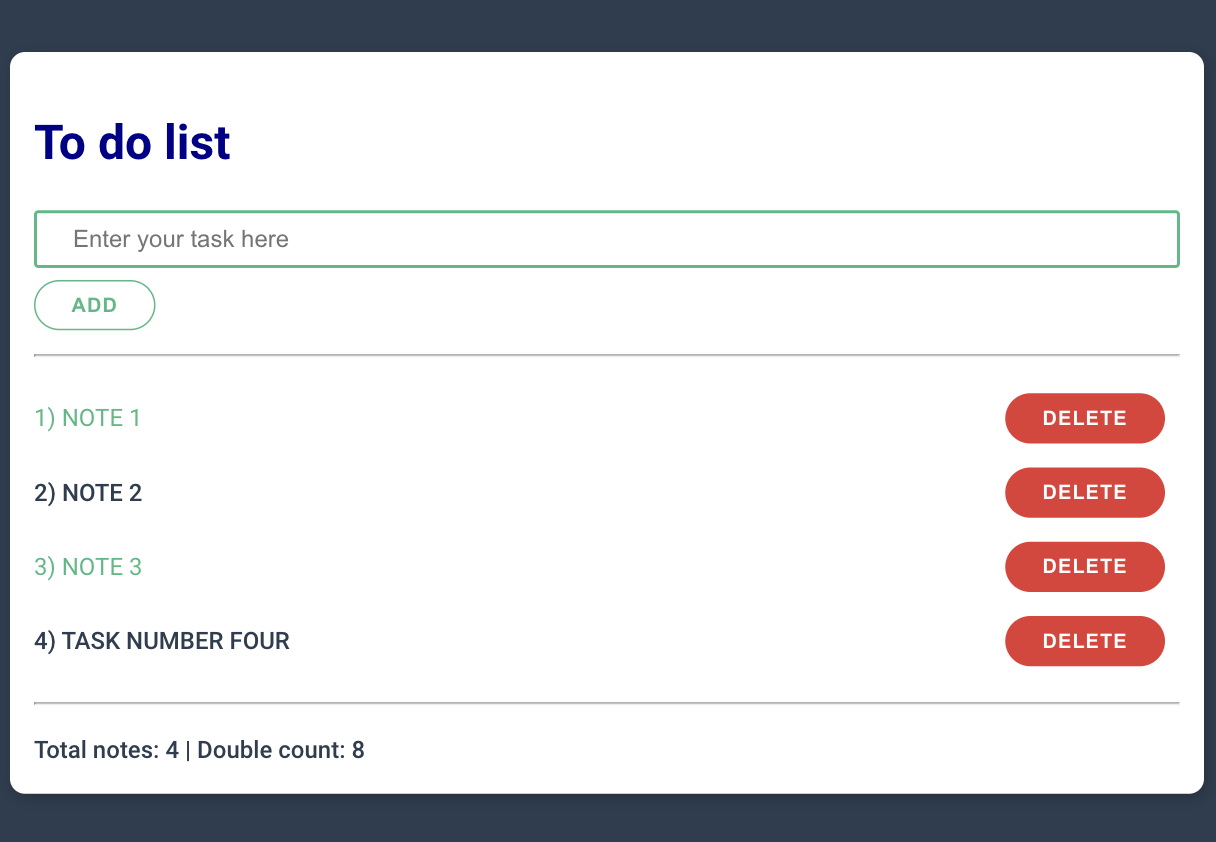 To do list
Enter your task here
ADD
1) NOTE 1 DELETE
2) NOTE 2 DELETE
3) NOTE 3 DELETE
4) TASK NUMBER FOUR DELETE
Total notes: 4 | Double count: 8